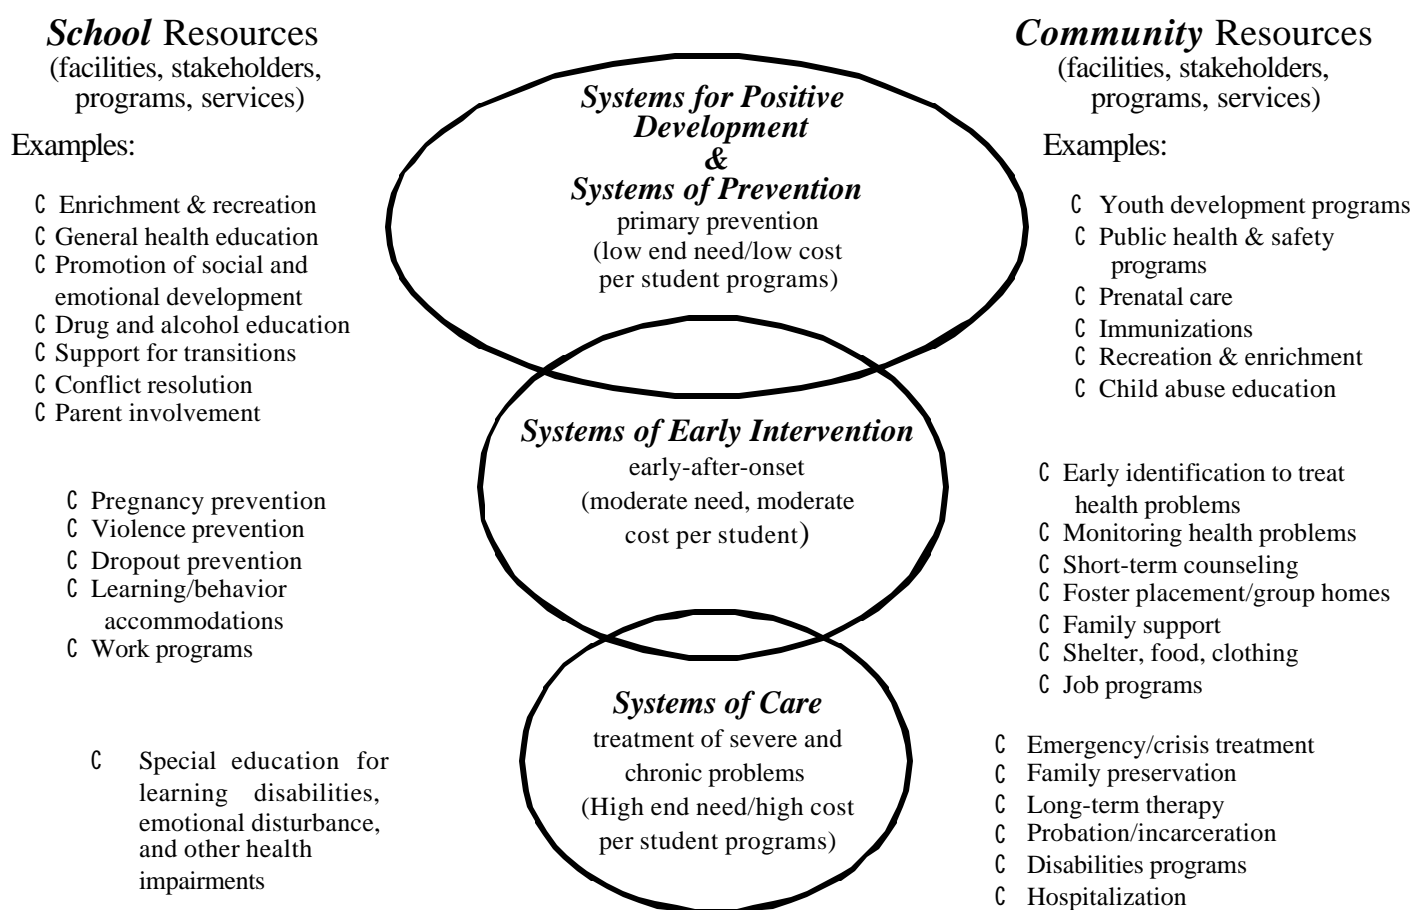 School Resources
(facilities, stakeholders,
programs, services)
Examples:
C Enrichment & recreation
C General health education
C Promotion of social and
emotional development
C Drug and alcohol education
C Support for transitions
C Conflict resolution
C Parent involvement
C Pregnancy prevention
C Violence prevention
C Dropout prevention
C Learning/behavior
accommodations
C Work programs
C Special education for
learning disabilities,
emotional disturbance,
and other health
impairments
Systems for Positive
Development
&
Systems of Prevention
primary prevention
(low end need/low cost
per student programs)
Systems of Early Intervention
early-after-onset
(moderate need, moderate
cost per student)
Systems of Care
treatment of severe and
chronic problems
(High end need/high cost
per student programs)
Community Resources
(facilities, stakeholders,
programs, services)
Examples:
C Youth development programs
C Public health & safety
programs
C Prenatal care
C Immunizations
C Recreation & enrichment
C Child abuse education
C Early identification to treat
health problems
C Monitoring health problems
C Short-term counseling
C Foster placement/group homes
C Family support
C Shelter, food, clothing
C Job programs
C Emergency/crisis treatment
C Family preservation
C Long-term therapy
C Probation/incarceration
C Disabilities programs
C Hospitalization